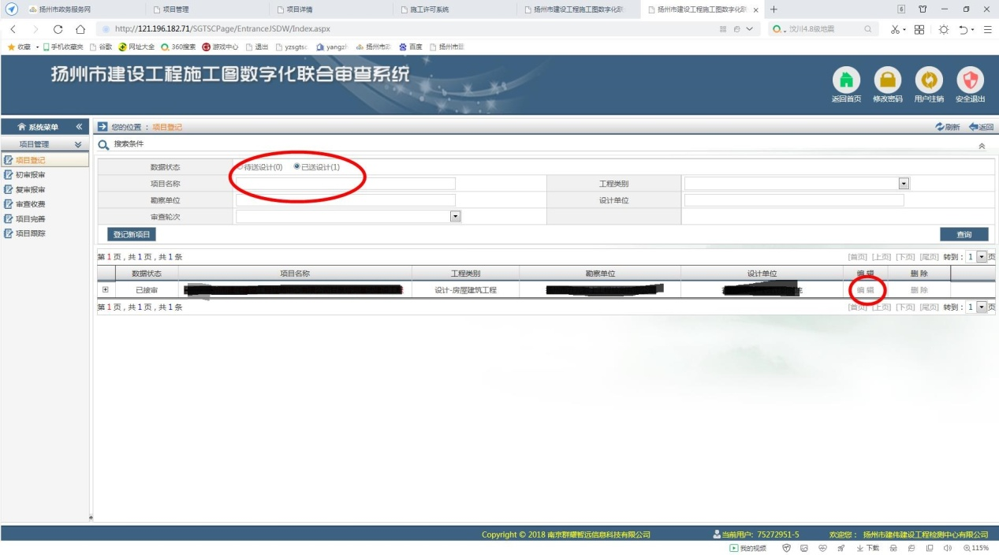 扬州市政务服务网 项目管理 项目详情 施工许可系统 扬州市建设工程施工图数字化联 扬州市建设工程施工图数字化联 6
http://121.196.182.71/SGTSCPage/EntranceJSDW/Index.aspx 汶川4.8级地震
收藏 手机收藏夹 谷歌 网址大全 360搜索 游戏中心 退出 yzsgtsc 扬州市 百度 扬州市
扬州市建设工程施工图数字化联合审查系统
返回首页 修改密码 用户注销 安全退出
系统菜单 您的位置 : 项目登记 刷新 返回
项目管理 搜索条件
项目登记
初审报审
复审报审
审查收费
项目完善
项目跟踪
数据状态 待送设计(0) 已送设计(1)
项目名称 工程类别
勘察单位 设计单位
审查轮次
登记新项目 查询
第1页,共1页,共1条 [首页] [上页] [下页] [尾页] 转到: 1 页
数据状态 项目名称 工程类别 勘察单位 设计单位 编 辑 删 除
已接审 设计-房屋建筑工程 编 辑 删 除
第1页,共1页,共1条 [首页] [上页] [下页] [尾页] 转到: 1 页
Copyright © 2018 南京群耀哲远信息科技有限公司 当前用户: 75272951-5 欢迎您: 扬州市建伟建设工程检测中心有限公司
我的视频 下载 115%